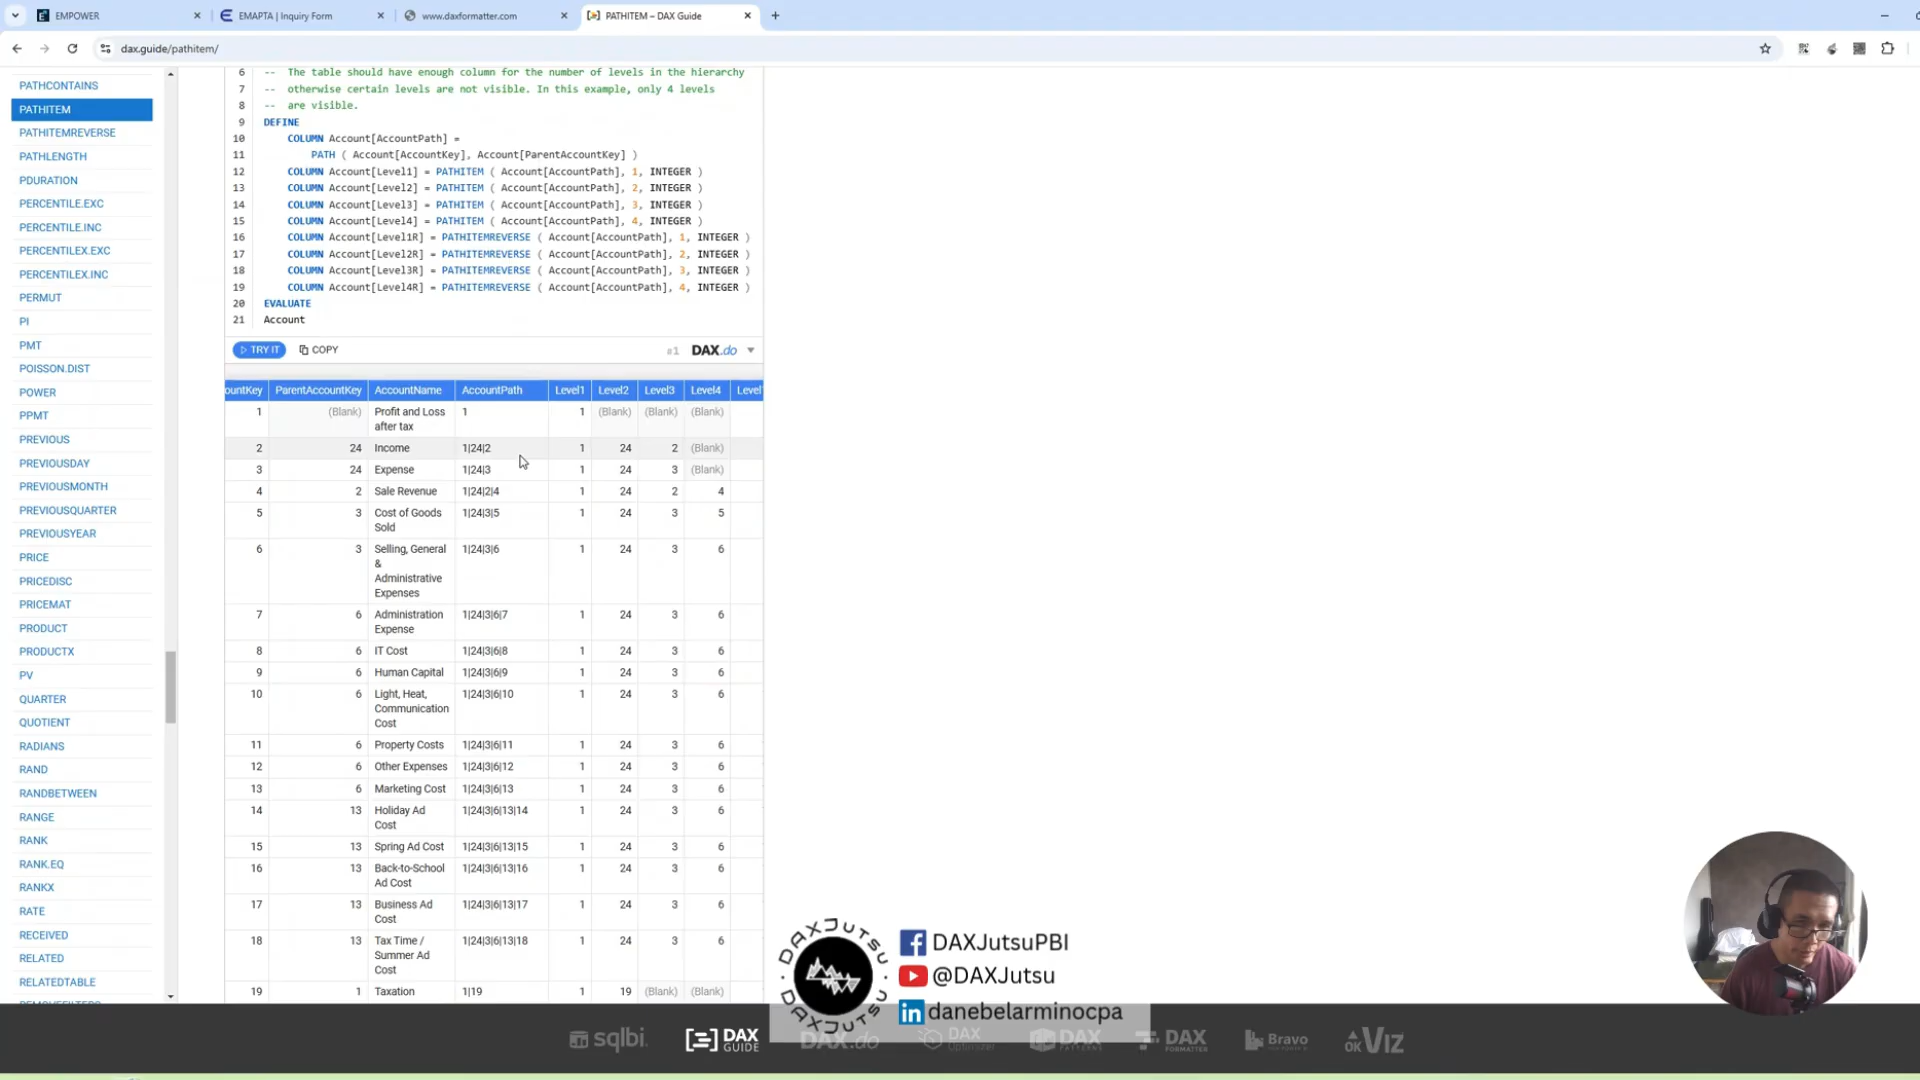 EMPOWER
EMAPTA | Inquiry Form
www.daxformatter.com
PATHITEM – DAX Guide
dax.guide/pathitem/
PATHCONTAINS
PATHITEM
PATHITEMREVERSE
PATHLENGTH
PDURATION
PERCENTILE.EXC
PERCENTILE.INC
PERCENTILEX.EXC
PERCENTILEX.INC
PERMUT
PI
PMT
POISSON.DIST
POWER
PPMT
PREVIOUS
PREVIOUSDAY
PREVIOUSMONTH
PREVIOUSQUARTER
PREVIOUSYEAR
PRICE
PRICEDISC
PRICEMAT
PRODUCT
PRODUCTX
PV
QUARTER
QUOTIENT
RADIANS
RAND
RANDBETWEEN
RANGE
RANK
RANK.EQ
RANKX
RATE
RECEIVED
RELATED
RELATEDTABLE
REMOVEFILTERS
6 -- The table should have enough column for the number of levels in the hierarchy
7 -- otherwise certain levels are not visible. In this example, only 4 levels
8 -- are visible.
9 DEFINE
10 COLUMN Account[AccountPath] =
11 PATH ( Account[AccountKey], Account[ParentAccountKey] )
12 COLUMN Account[Level1] = PATHITEM ( Account[AccountPath], 1, INTEGER )
13 COLUMN Account[Level2] = PATHITEM ( Account[AccountPath], 2, INTEGER )
14 COLUMN Account[Level3] = PATHITEM ( Account[AccountPath], 3, INTEGER )
15 COLUMN Account[Level4] = PATHITEM ( Account[AccountPath], 4, INTEGER )
16 COLUMN Account[Level1R] = PATHITEMREVERSE ( Account[AccountPath], 1, INTEGER )
17 COLUMN Account[Level2R] = PATHITEMREVERSE ( Account[AccountPath], 2, INTEGER )
18 COLUMN Account[Level3R] = PATHITEMREVERSE ( Account[AccountPath], 3, INTEGER )
19 COLUMN Account[Level4R] = PATHITEMREVERSE ( Account[AccountPath], 4, INTEGER )
20 EVALUATE
21 Account
TRY IT COPY #1 DAX.do
ountKey ParentAccountKey AccountName AccountPath Level1 Level2 Level3 Level4 Level
1 (Blank) Profit and Loss after tax 1 1 (Blank) (Blank) (Blank)
2 24 Income 1|24|2 1 24 2 (Blank)
3 24 Expense 1|24|3 1 24 3 (Blank)
4 2 Sale Revenue 1|24|2|4 1 24 2 4
5 3 Cost of Goods Sold 1|24|3|5 1 24 3 5
6 3 Selling, General & Administrative Expenses 1|24|3|6 1 24 3 6
7 6 Administration Expense 1|24|3|6|7 1 24 3 6
8 6 IT Cost 1|24|3|6|8 1 24 3 6
9 6 Human Capital 1|24|3|6|9 1 24 3 6
10 6 Light, Heat, Communication Cost 1|24|3|6|10 1 24 3 6
11 6 Property Costs 1|24|3|6|11 1 24 3 6
12 6 Other Expenses 1|24|3|6|12 1 24 3 6
13 6 Marketing Cost 1|24|3|6|13 1 24 3 6
14 13 Holiday Ad Cost 1|24|3|6|13|14 1 24 3 6
15 13 Spring Ad Cost 1|24|3|6|13|15 1 24 3 6
16 13 Back-to-School Ad Cost 1|24|3|6|13|16 1 24 3 6
17 13 Business Ad Cost 1|24|3|6|13|17 1 24 3 6
18 13 Tax Time / Summer Ad Cost 1|24|3|6|13|18 1 24 3 6
19 1 Taxation 1|19 1 19 (Blank) (Blank)
DAXJUTSU
DAXJUTSU
DAXJutsuPBI
@DAXJutsu
danebelarminocpa
sqlbi.
DAX GUIDE
DAX.do
DAX Optimizer
DAX
DAX FORMATTER
Bravo
OK VIZ